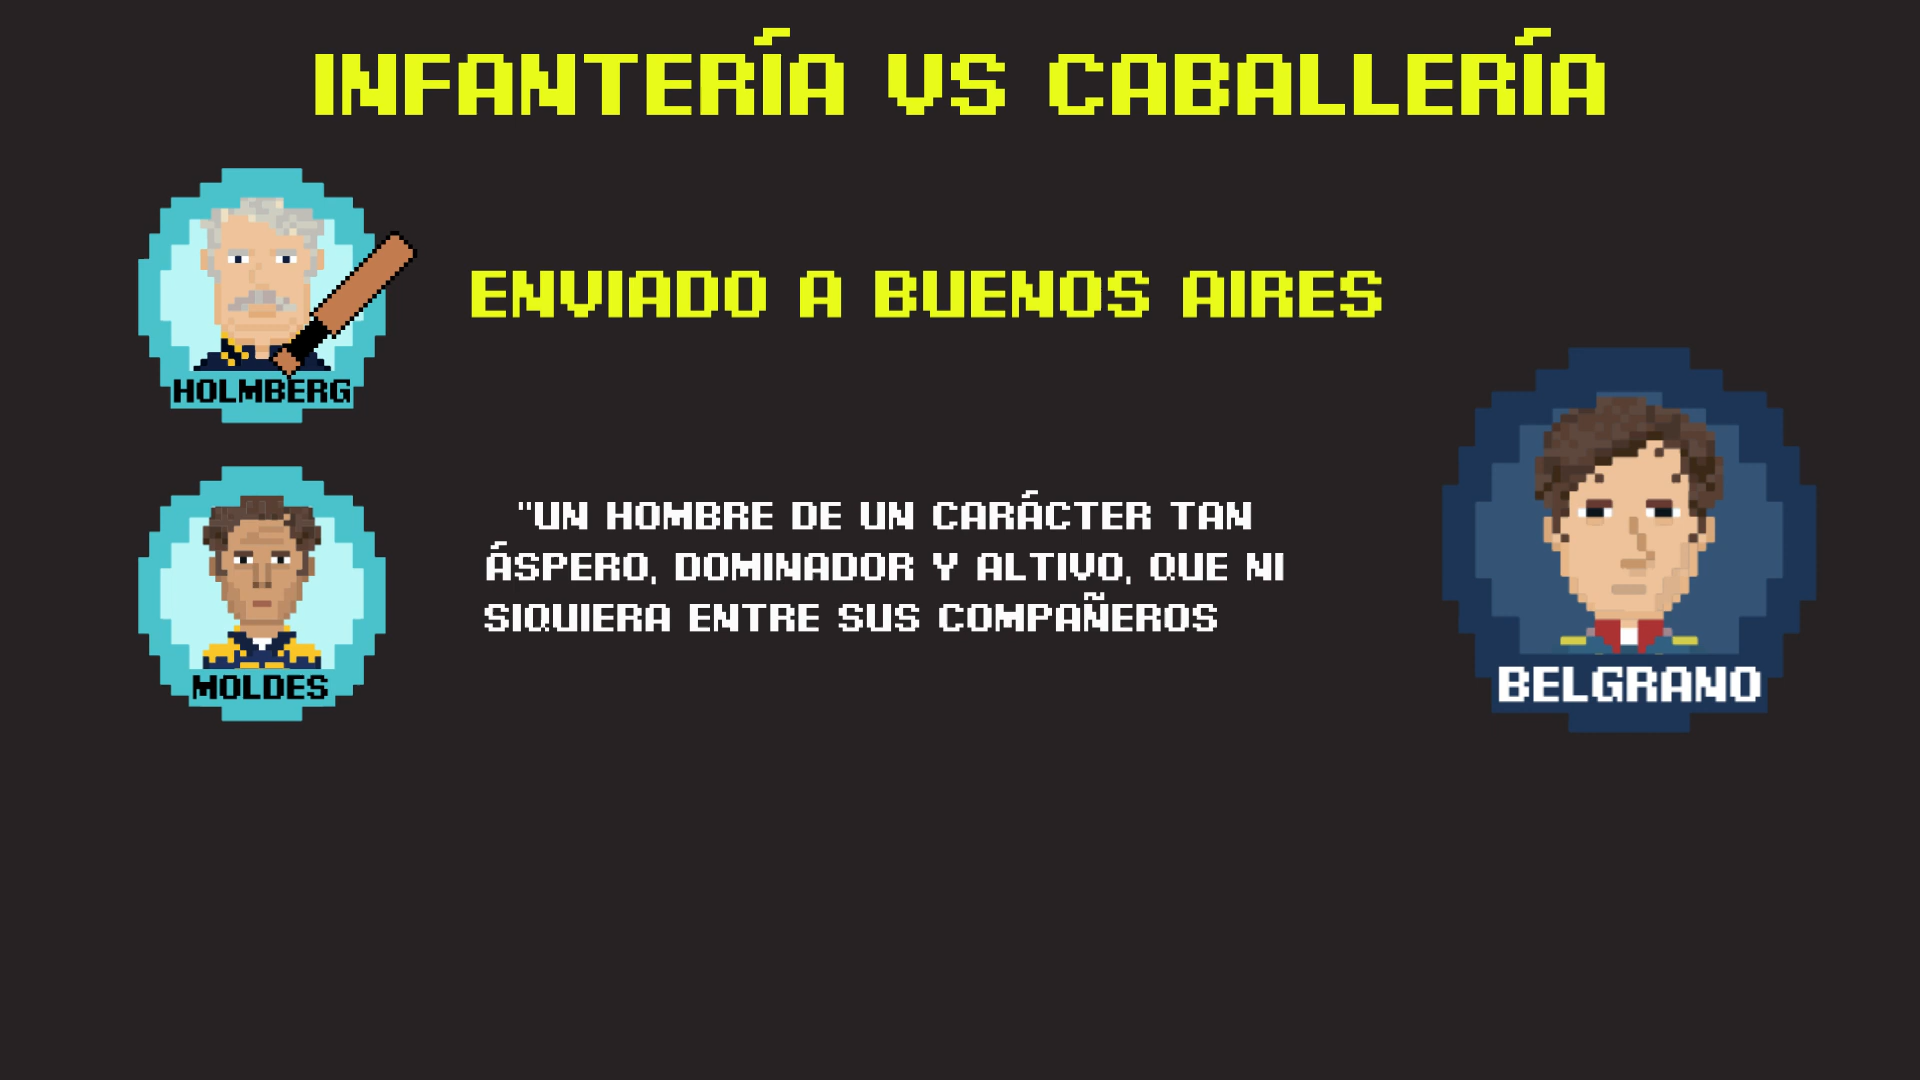 INFANTERÍA VS CABALLERÍA
HOLMBERG
ENVIADO A BUENOS AIRES
MOLDES
"UN HOMBRE DE UN CARÁCTER TAN
ÁSPERO, DOMINADOR Y ALTIVO, QUE NI
SIQUIERA ENTRE SUS COMPAÑEROS
BELGRANO